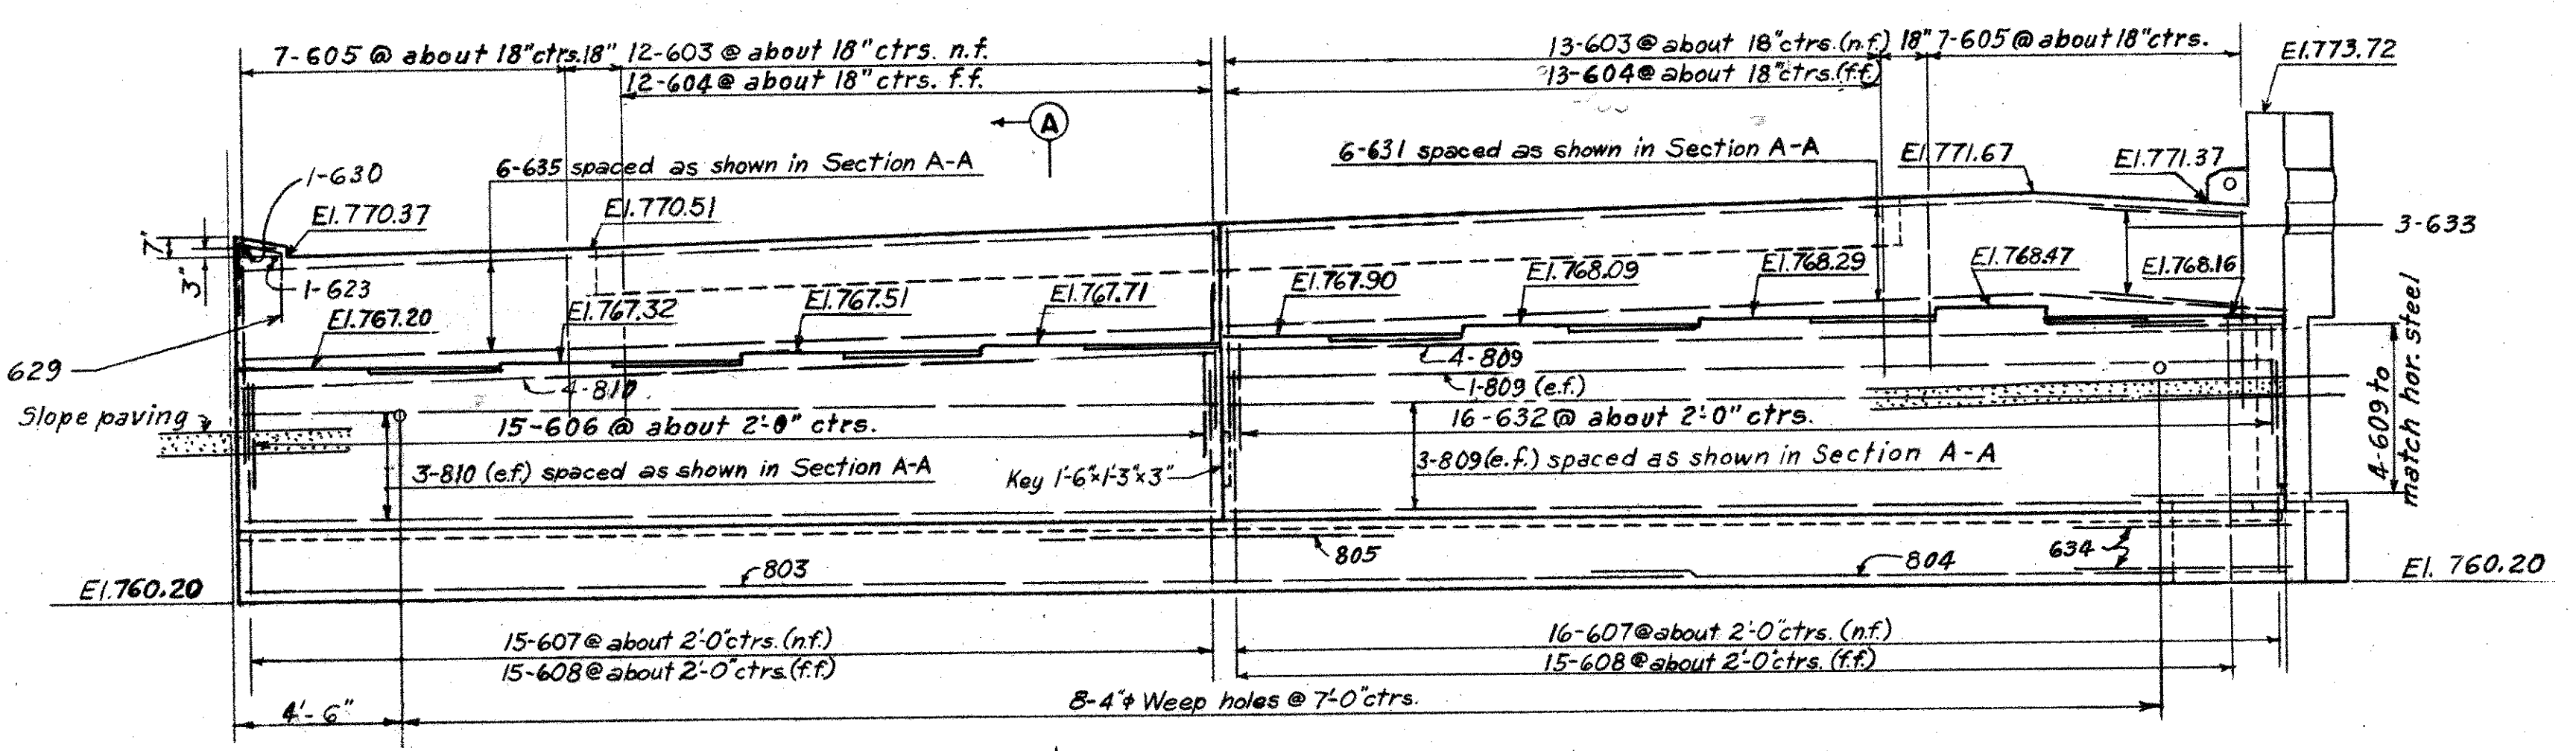 7-605 @ about 18"ctrs. 18" 12-603 @ about 18" ctrs. n.f.
12-604 @ about 18" ctrs. f.f.
13-603 @ about 18"ctrs.(n.f.) 18" 7-605 @ about 18"ctrs.
13-604 @ about 18"ctrs.(f.f.)
El.773.72
A
6-635 spaced as shown in Section A-A
6-631 spaced as shown in Section A-A
El.771.67
El.771.37
1-630
El.770.37
El.770.51
7"
3"
3-633
1-623
El.767.20
El.767.32
El.767.51
El.767.71
El.767.90
El.768.09
El.768.29
El.768.47
El.768.16
629
4-810
4-809
1-809 (e.f.)
Slope paving
15-606 @ about 2'-0" ctrs.
16-632 @ about 2'-0" ctrs.
3-810 (e.f.) spaced as shown in Section A-A
Key 1'-6"x1'-3"x3"
3-809 (e.f.) spaced as shown in Section A-A
4-609 to
match hor. steel
805
634
803
804
El.760.20
El. 760.20
15-607 @ about 2'-0"ctrs. (n.f.)
15-608 @ about 2'-0"ctrs.(f.f.)
16-607 @ about 2'-0"ctrs. (n.f.)
15-608 @ about 2'-0"ctrs. (f.f.)
4'-6"
8-4"φ Weep holes @ 7'-0"ctrs.